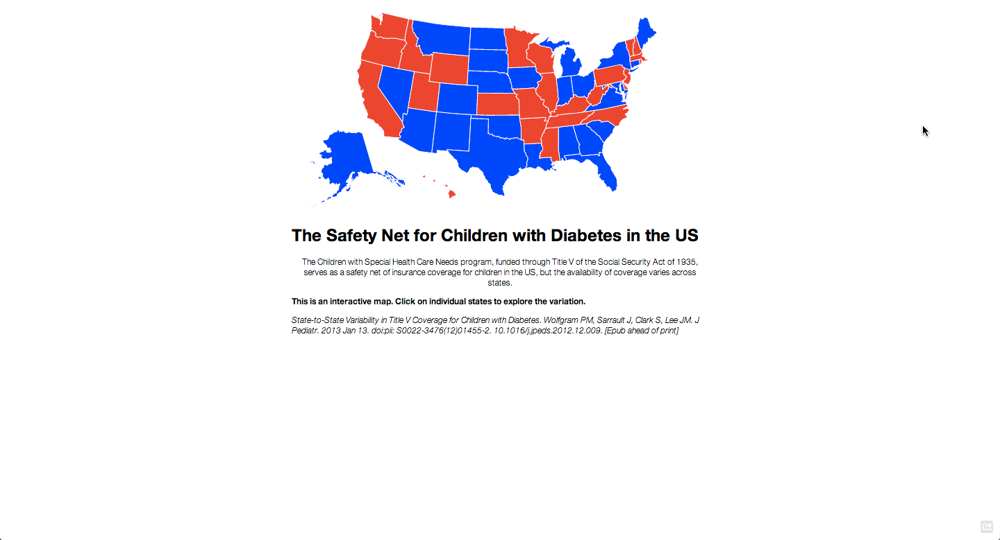 The Safety Net for Children with Diabetes in the US
The Children with Special Health Care Needs program, funded through Title V of the Social Security Act of 1935,
serves as a safety net of insurance coverage for children in the US, but the availability of coverage varies across
states.
This is an interactive map. Click on individual states to explore the variation.
State-to-State Variability in Title V Coverage for Children with Diabetes. Wolfgram PM, Sarrault J, Clark S, Lee JM. J
Pediatr. 2013 Jan 13. doi:pii: S0022-3476(12)01455-2. 10.1016/j.jpeds.2012.12.009. [Epub ahead of print]